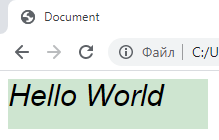 Document
Файл | C:/U
Hello World